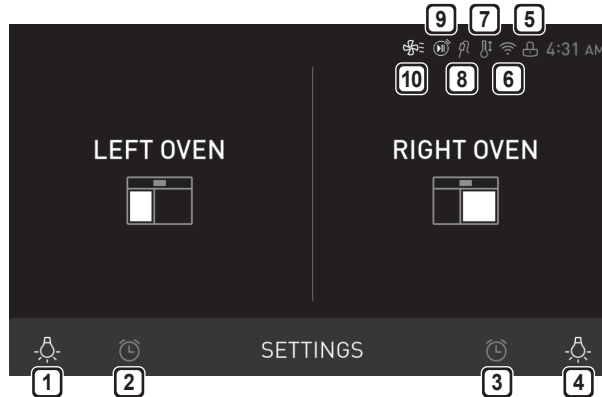 9 7 5
4:31 AM
10 8 6
LEFT OVEN RIGHT OVEN
SETTINGS
1 2 3 4